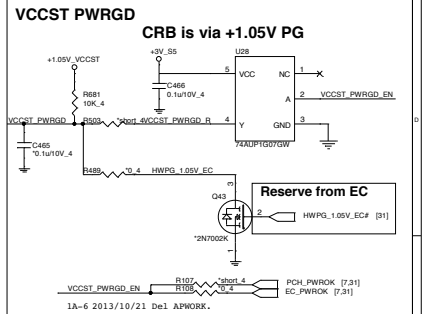 VCCST PWRGD
CRB is via +1.05V PG
+1.05V_VCCST
+3V_S5
U28
5 VCC NC 1
R681
10K_4
C466
0.1u/10V_4
A 2 VCCST_PWRGD_EN
VCCST_PWRGD R503 *short_4VCCST_PWRGD_R 4 Y GND 3
D
74AUP1G07GW
C465
*0.1u/10V_4
R489 *0_4 HWPG_1.05V_EC
3
Reserve from EC
Q43
2 HWPG_1.05V_EC# [31]
*2N7002K
1
R107 *short_4 PCH_PWROK [7,31]
VCCST_PWRGD_EN R108 *0_4 EC_PWROK [7,31]
1A-6 2013/10/21 Del APWORK.